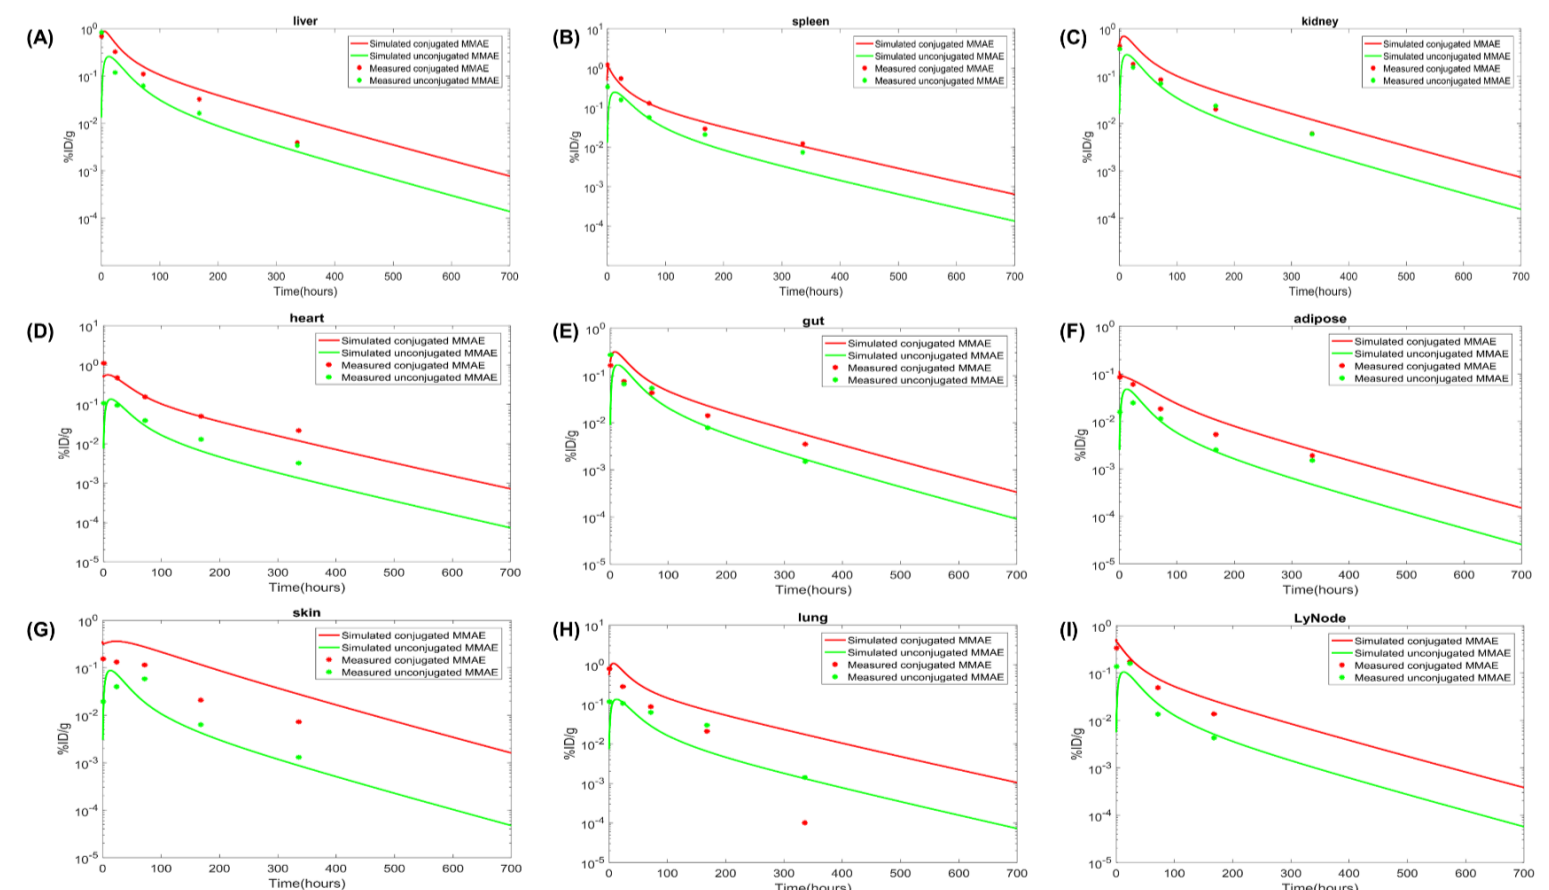 (A)
liver
10^0
10^-1
10^-2
10^-3
10^-4
%ID/g
0 100 200 300 400 500 600 700
Time(hours)
Simulated conjugated MMAE
Simulated unconjugated MMAE
Measured conjugated MMAE
Measured unconjugated MMAE
(B)
spleen
10^1
10^0
10^-1
10^-2
10^-3
10^-4
%ID/g
0 100 200 300 400 500 600 700
Time(hours)
Simulated conjugated MMAE
Simulated unconjugated MMAE
Measured conjugated MMAE
Measured unconjugated MMAE
(C)
kidney
10^0
10^-1
10^-2
10^-3
10^-4
%ID/g
0 100 200 300 400 500 600 700
Time(hours)
Simulated conjugated MMAE
Simulated unconjugated MMAE
Measured conjugated MMAE
Measured unconjugated MMAE
(D)
heart
10^1
10^0
10^-1
10^-2
10^-3
10^-4
10^-5
%ID/g
0 100 200 300 400 500 600 700
Time(hours)
Simulated conjugated MMAE
Simulated unconjugated MMAE
Measured conjugated MMAE
Measured unconjugated MMAE
(E)
gut
10^0
10^-1
10^-2
10^-3
10^-4
10^-5
%ID/g
0 100 200 300 400 500 600 700
Time(hours)
Simulated conjugated MMAE
Simulated unconjugated MMAE
Measured conjugated MMAE
Measured unconjugated MMAE
(F)
adipose
10^0
10^-1
10^-2
10^-3
10^-4
10^-5
%ID/g
0 100 200 300 400 500 600 700
Time(hours)
Simulated conjugated MMAE
Simulated unconjugated MMAE
Measured conjugated MMAE
Measured unconjugated MMAE
(G)
skin
10^0
10^-1
10^-2
10^-3
10^-4
10^-5
%ID/g
0 100 200 300 400 500 600 700
Time(hours)
Simulated conjugated MMAE
Simulated unconjugated MMAE
Measured conjugated MMAE
Measured unconjugated MMAE
(H)
lung
10^1
10^0
10^-1
10^-2
10^-3
10^-4
10^-5
%ID/g
0 100 200 300 400 500 600 700
Time(hours)
Simulated conjugated MMAE
Simulated unconjugated MMAE
Measured conjugated MMAE
Measured unconjugated MMAE
(I)
LyNode
10^0
10^-1
10^-2
10^-3
10^-4
10^-5
%ID/g
0 100 200 300 400 500 600 700
Time(hours)
Simulated conjugated MMAE
Simulated unconjugated MMAE
Measured conjugated MMAE
Measured unconjugated MMAE